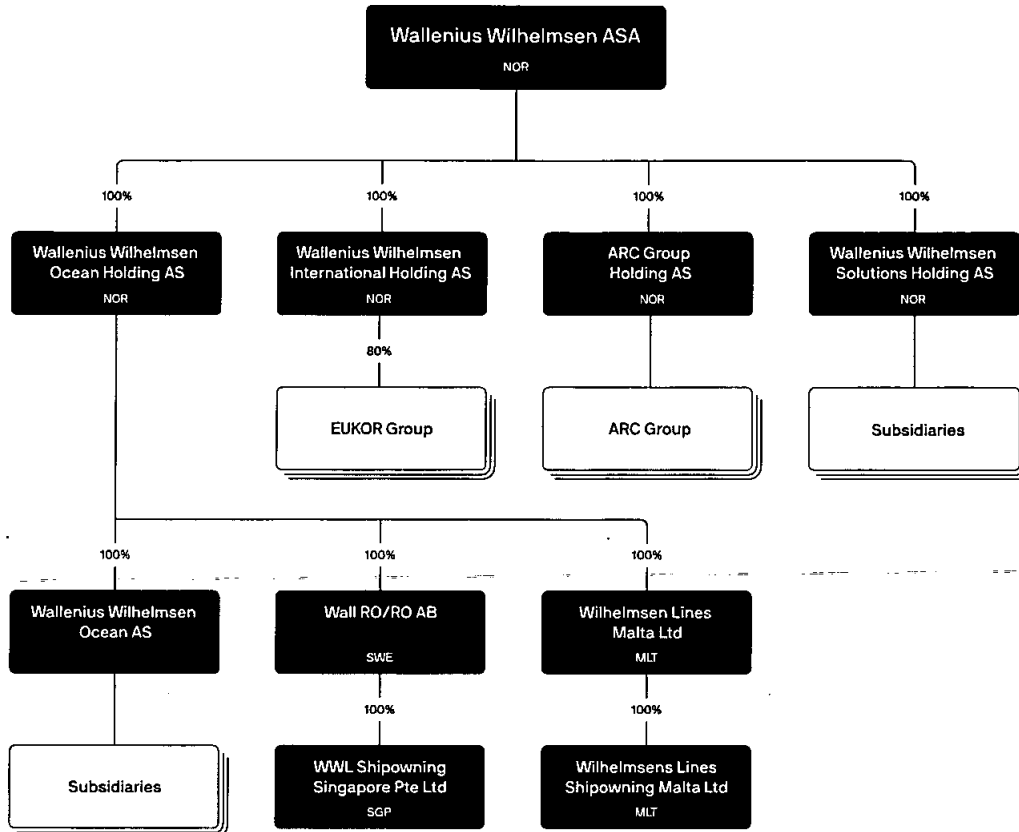 Wallenius Wilhelmsen ASA
NOR
100%
100%
100%
100%
Wallenius Wilhelmsen
Ocean Holding AS
NOR
Wallenius Wilhelmsen
International Holding AS
NOR
ARC Group
Holding AS
NOR
Wallenius Wilhelmsen
Solutions Holding AS
NOR
80%
EUKOR Group
ARC Group
Subsidiaries
100%
100%
100%
Wallenius Wilhelmsen
Ocean AS
Wall RO/RO AB
SWE
Wilhelmsen Lines
Malta Ltd
MLT
100%
100%
Subsidiaries
WWL Shipowning
Singapore Pte Ltd
SGP
Wilhelmsens Lines
Shipowning Malta Ltd
MLT